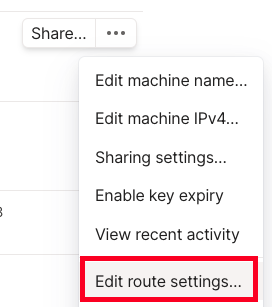 Share...
Edit machine name...
Edit machine IPv4...
Sharing settings...
Enable key expiry
View recent activity
Edit route settings...